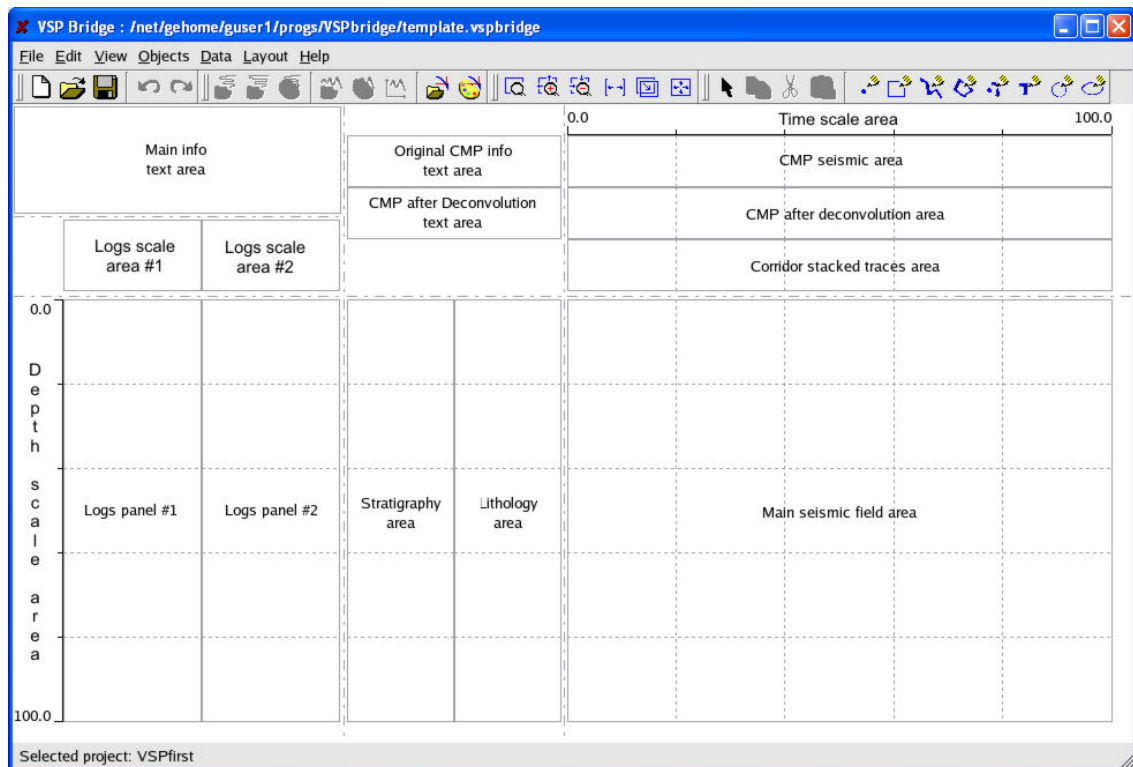 VSP Bridge : /net/gehome/guser1/progs/VSPbridge/template.vspbridge
File Edit View Objects Data Layout Help
0.0 Time scale area 100.0
Main info
text area
Original CMP info
text area
CMP seismic area
CMP after Deconvolution
text area
CMP after deconvolution area
Logs scale
area #1
Logs scale
area #2
Corridor stacked traces area
0.0
Depth scale area
100.0
Logs panel #1
Logs panel #2
Stratigraphy
area
Lithology
area
Main seismic field area
Selected project: VSPfirst